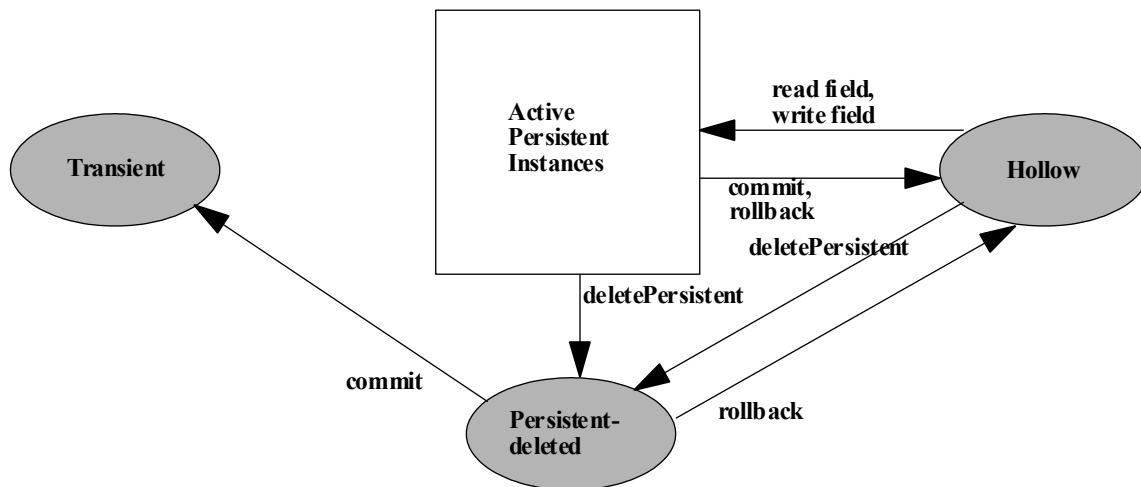 read field,
write field
Active
Persistent
Instances
Transient
Hollow
commit,
rollback
deletePersistent
deletePersistent
commit
Persistent-
deleted
rollback